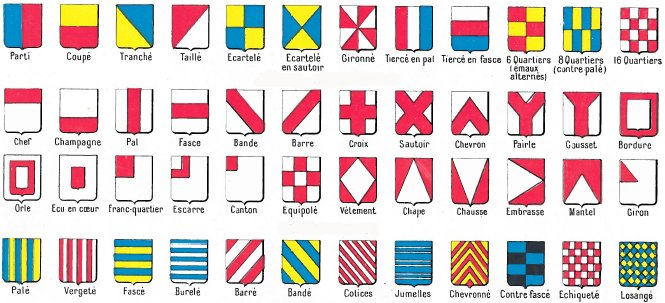 Parti Coupé Tranché Taillé Ecartelé Ecartelé en sautoir Gironné Tiercé en pal Tiercé en fasce 6 Quartiers (émaux alternés) 8 Quartiers (contre palé) 16 Quartiers
Chef Champagne Pal Fasce Bande Barre Croix Sautoir Chevron Pairle Gousset Bordure
Orle Ecu en cœur Franc-quartier Escarre Canton Equipolé Vêtement Chape Chausse Embrasse Mantel Giron
Palé Vergeté Fascé Burelé Barré Bandé Cotices Jumelles Chevronné Contre fascé Echiqueté Losangé